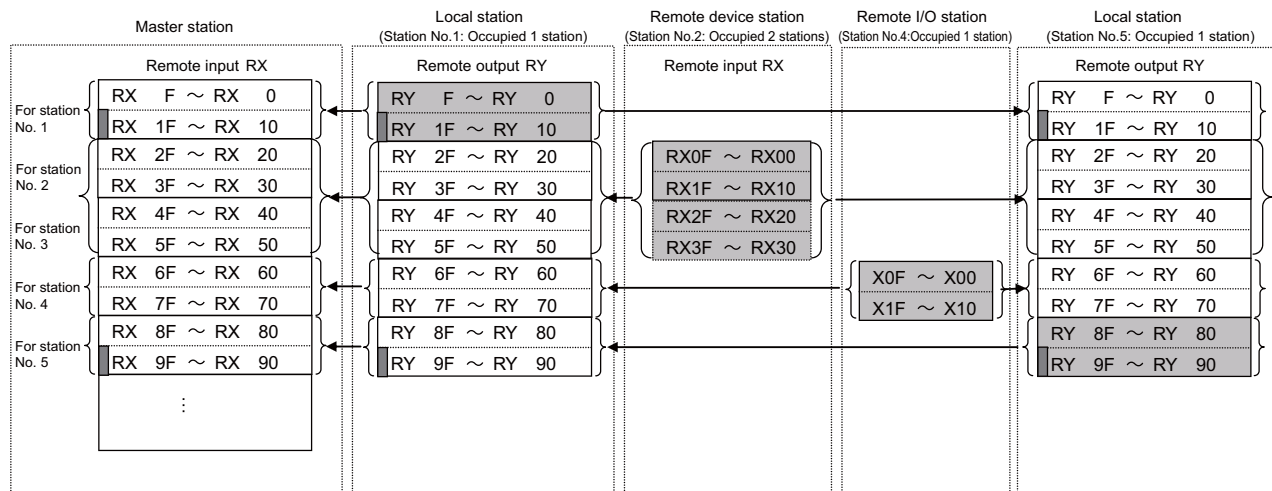 Master station
Local station
(Station No.1: Occupied 1 station)
Remote device station
(Station No.2: Occupied 2 stations)
Remote I/O station
(Station No.4:Occupied 1 station)
Local station
(Station No.5: Occupied 1 station)
Remote input RX
For station
No. 1
For station
No. 2
For station
No. 3
For station
No. 4
For station
No. 5
RX F ～ RX 0
RX 1F ～ RX 10
RX 2F ～ RX 20
RX 3F ～ RX 30
RX 4F ～ RX 40
RX 5F ～ RX 50
RX 6F ～ RX 60
RX 7F ～ RX 70
RX 8F ～ RX 80
RX 9F ～ RX 90
⋮
Remote output RY
RY F ～ RY 0
RY 1F ～ RY 10
RY 2F ～ RY 20
RY 3F ～ RY 30
RY 4F ～ RY 40
RY 5F ～ RY 50
RY 6F ～ RY 60
RY 7F ～ RY 70
RY 8F ～ RY 80
RY 9F ～ RY 90
Remote input RX
RX0F ～ RX00
RX1F ～ RX10
RX2F ～ RX20
RX3F ～ RX30
X0F ～ X00
X1F ～ X10
Remote output RY
RY F ～ RY 0
RY 1F ～ RY 10
RY 2F ～ RY 20
RY 3F ～ RY 30
RY 4F ～ RY 40
RY 5F ～ RY 50
RY 6F ～ RY 60
RY 7F ～ RY 70
RY 8F ～ RY 80
RY 9F ～ RY 90